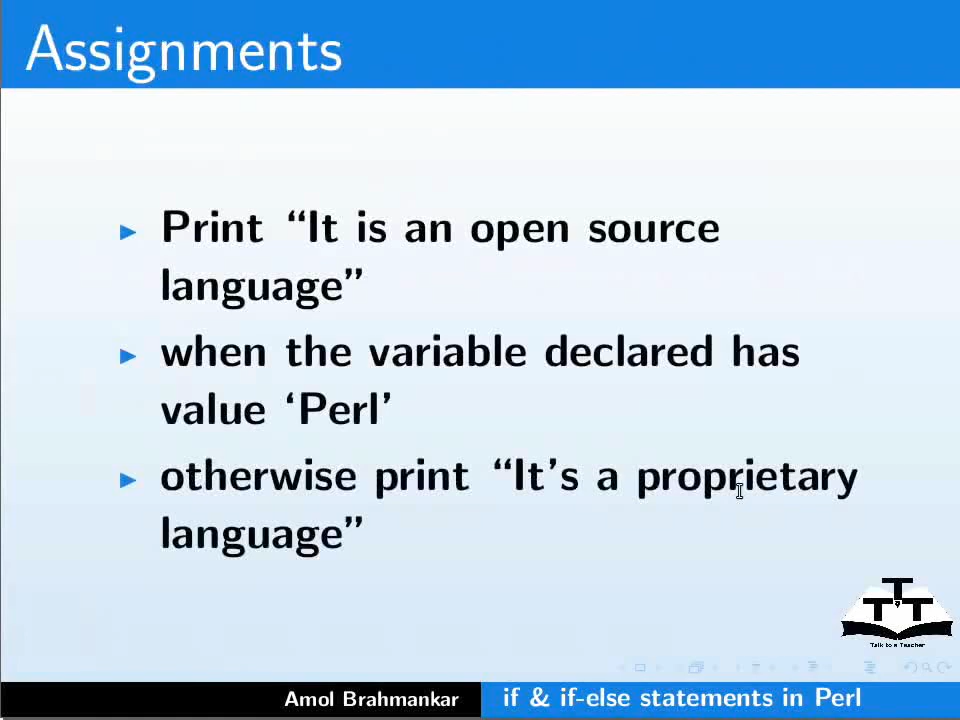 Assignments
Print “It is an open source
language”
when the variable declared has
value ‘Perl’
otherwise print “It’s a proprietary
language”
T
T T
Talk to a Teacher
Amol Brahmankar
if & if-else statements in Perl